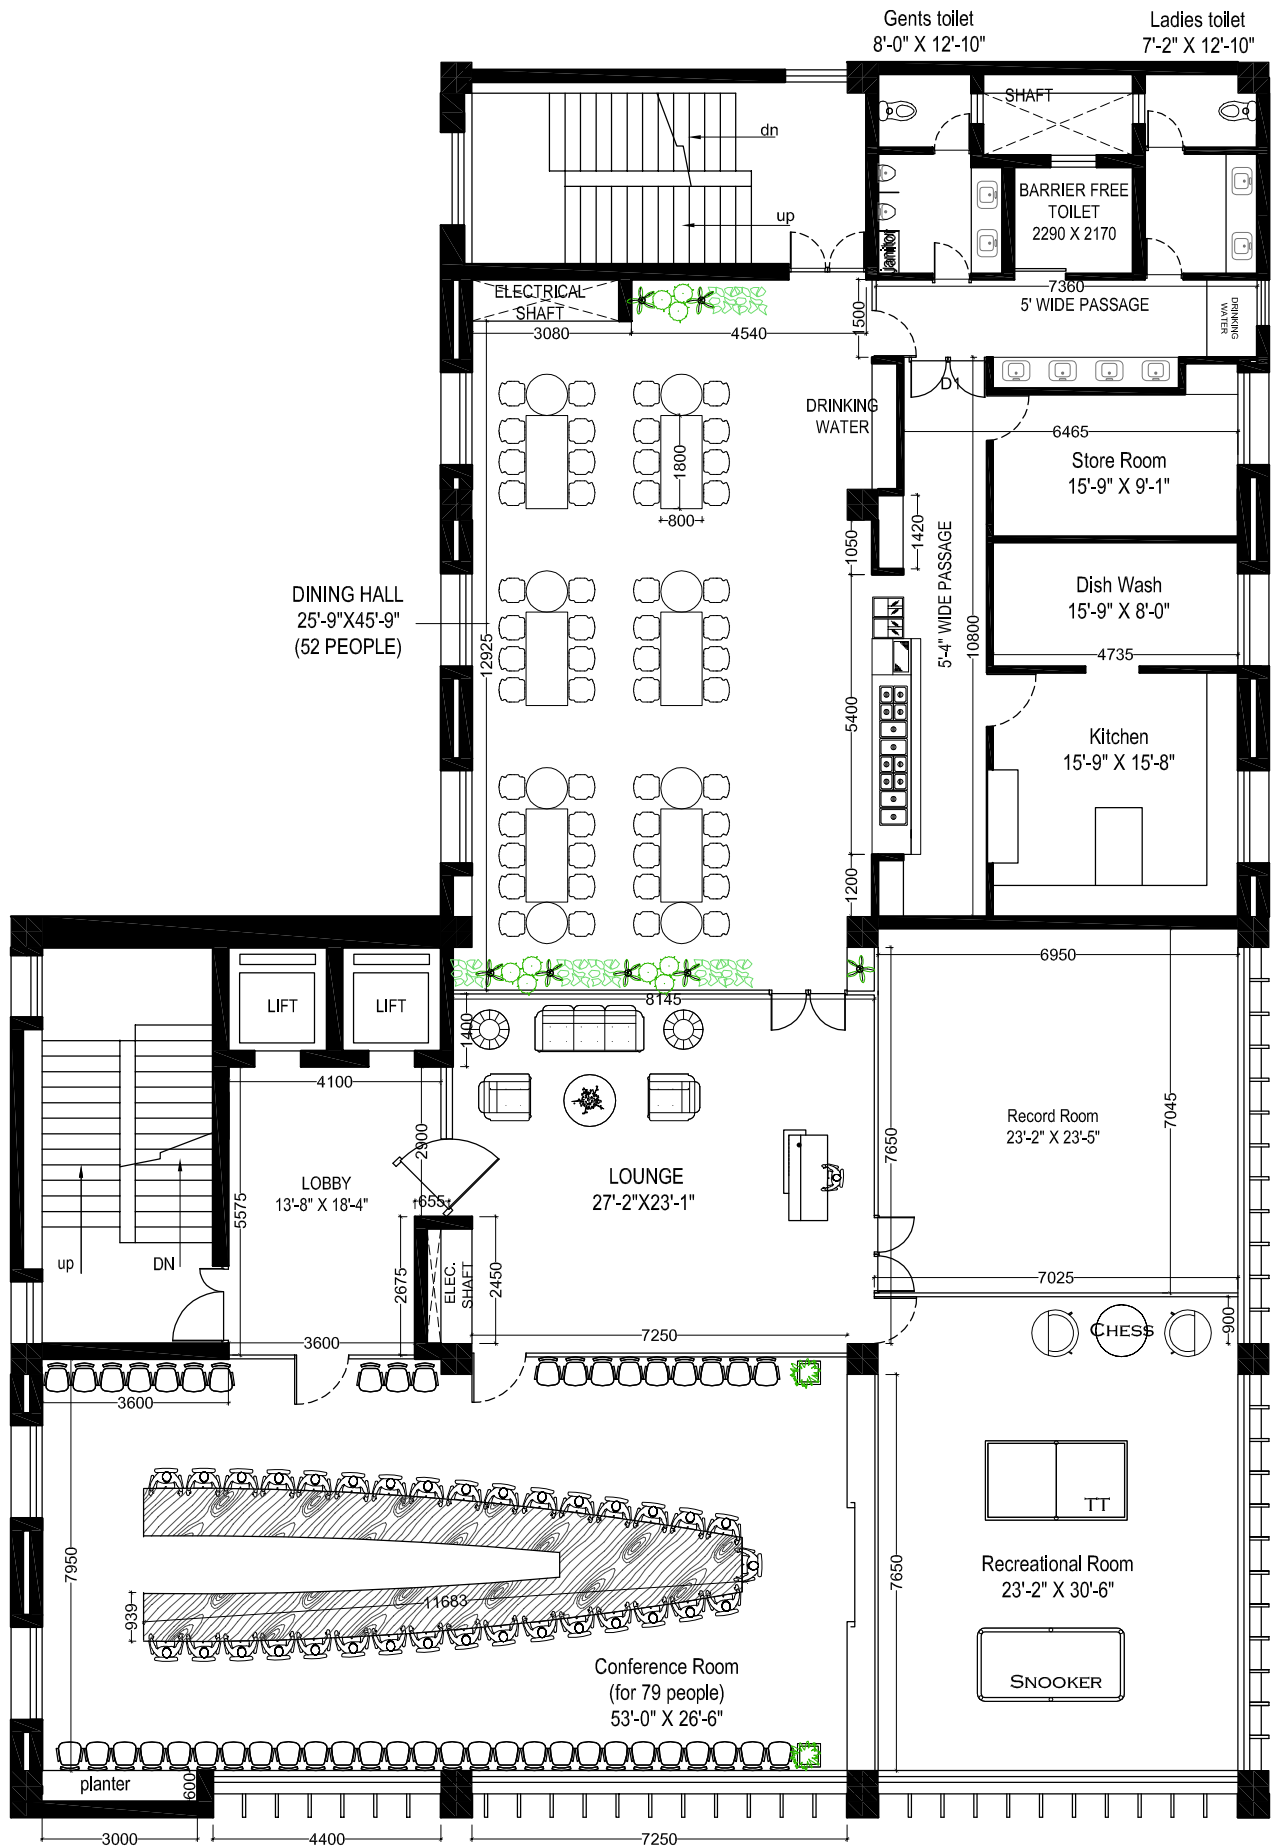 Gents toilet
8'-0" X 12'-10"
Ladies toilet
7'-2" X 12'-10"
SHAFT
dn
up
BARRIER FREE
TOILET
2290 X 2170
janitor
7360
5' WIDE PASSAGE
DRINKING
WATER
ELECTRICAL
SHAFT
3080
4540
1500
D1
DRINKING
WATER
6465
Store Room
15'-9" X 9'-1"
1800
800
1050
1420
5'-4" WIDE PASSAGE
10800
Dish Wash
15'-9" X 8'-0"
4735
DINING HALL
25'-9"X45'-9"
(52 PEOPLE)
12925
5400
Kitchen
15'-9" X 15'-8"
1200
6950
LIFT
LIFT
8145
1400
4100
2900
Record Room
23'-2" X 23'-5"
7045
7650
LOBBY
13'-8" X 18'-4"
5575
655
LOUNGE
27'-2"X23'-1"
up
DN
2675
ELEC.
SHAFT
2450
7025
900
CHESS
3600
7250
3600
7950
939
11683
TT
Recreational Room
23'-2" X 30'-6"
7650
Conference Room
(for 79 people)
53'-0" X 26'-6"
SNOOKER
planter
600
3000
4400
7250